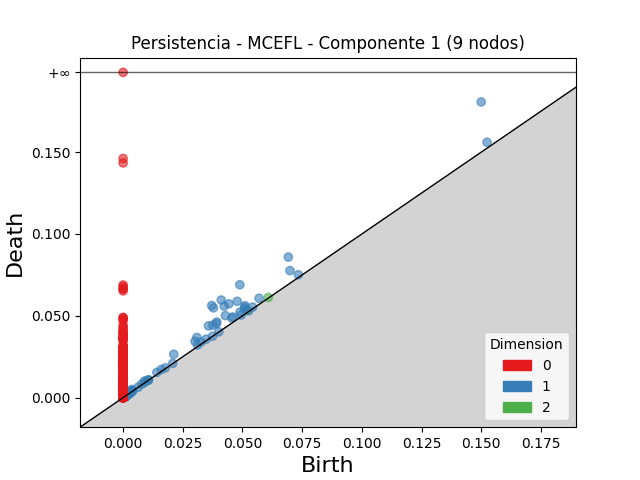 Persistencia - MCEFL - Componente 1 (9 nodos)
+∞
0.150
0.100
0.050
0.000
Death
0.000 0.025 0.050 0.075 0.100 0.125 0.150 0.175
Birth
Dimension
0
1
2